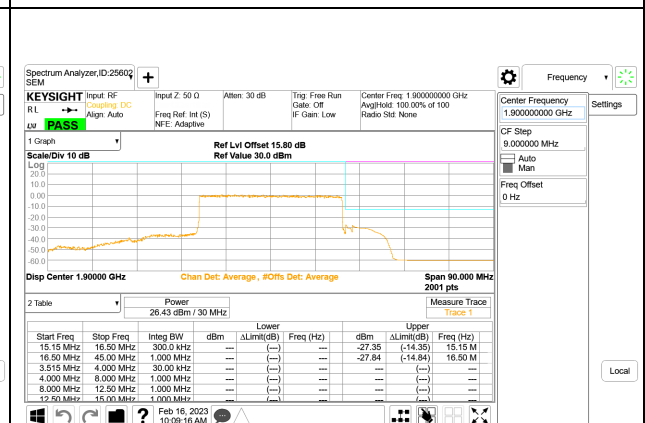 Spectrum Analyzer,ID:25602
SEM
Frequency
KEYSIGHT
R L
PASS
Input: RF
Coupling: DC
Align: Auto
Input Z: 50 Ω
Freq Ref: Int (S)
NFE: Adaptive
Atten: 30 dB
Trig: Free Run
Gate: Off
IF Gain: Low
Center Freq: 1.900000000 GHz
Avg|Hold: 100.00% of 100
Radio Std: None
Center Frequency
1.900000000 GHz
Settings
CF Step
9.000000 MHz
Auto
Man
Freq Offset
0 Hz
1 Graph
Scale/Div 10 dB
Ref Lvl Offset 15.80 dB
Ref Value 30.0 dBm
Log
20.0
10.0
0.00
-10.0
-20.0
-30.0
-40.0
-50.0
-60.0
Disp Center 1.90000 GHz
Chan Det: Average , #Offs Det: Average
Span 90.000 MHz
2001 pts
2 Table
Power
26.43 dBm / 30 MHz
Measure Trace
Trace 1
Lower Upper
Start Freq Stop Freq Integ BW dBm ΔLimit(dB) Freq (Hz) dBm ΔLimit(dB) Freq (Hz)
15.15 MHz 16.50 MHz 300.0 kHz --- (---) --- -27.35 (-14.35) 15.15 M
16.50 MHz 45.00 MHz 1.000 MHz --- (---) --- -27.84 (-14.84) 16.50 M
3.515 MHz 4.000 MHz 30.00 kHz --- (---) --- --- (---) ---
4.000 MHz 8.000 MHz 1.000 MHz --- (---) --- --- (---) ---
8.000 MHz 12.50 MHz 1.000 MHz --- (---) --- --- (---) ---
12.50 MHz 15.00 MHz 1.000 MHz --- (---) --- --- (---) ---
Local
?
Feb 16, 2023
10:09:16 AM